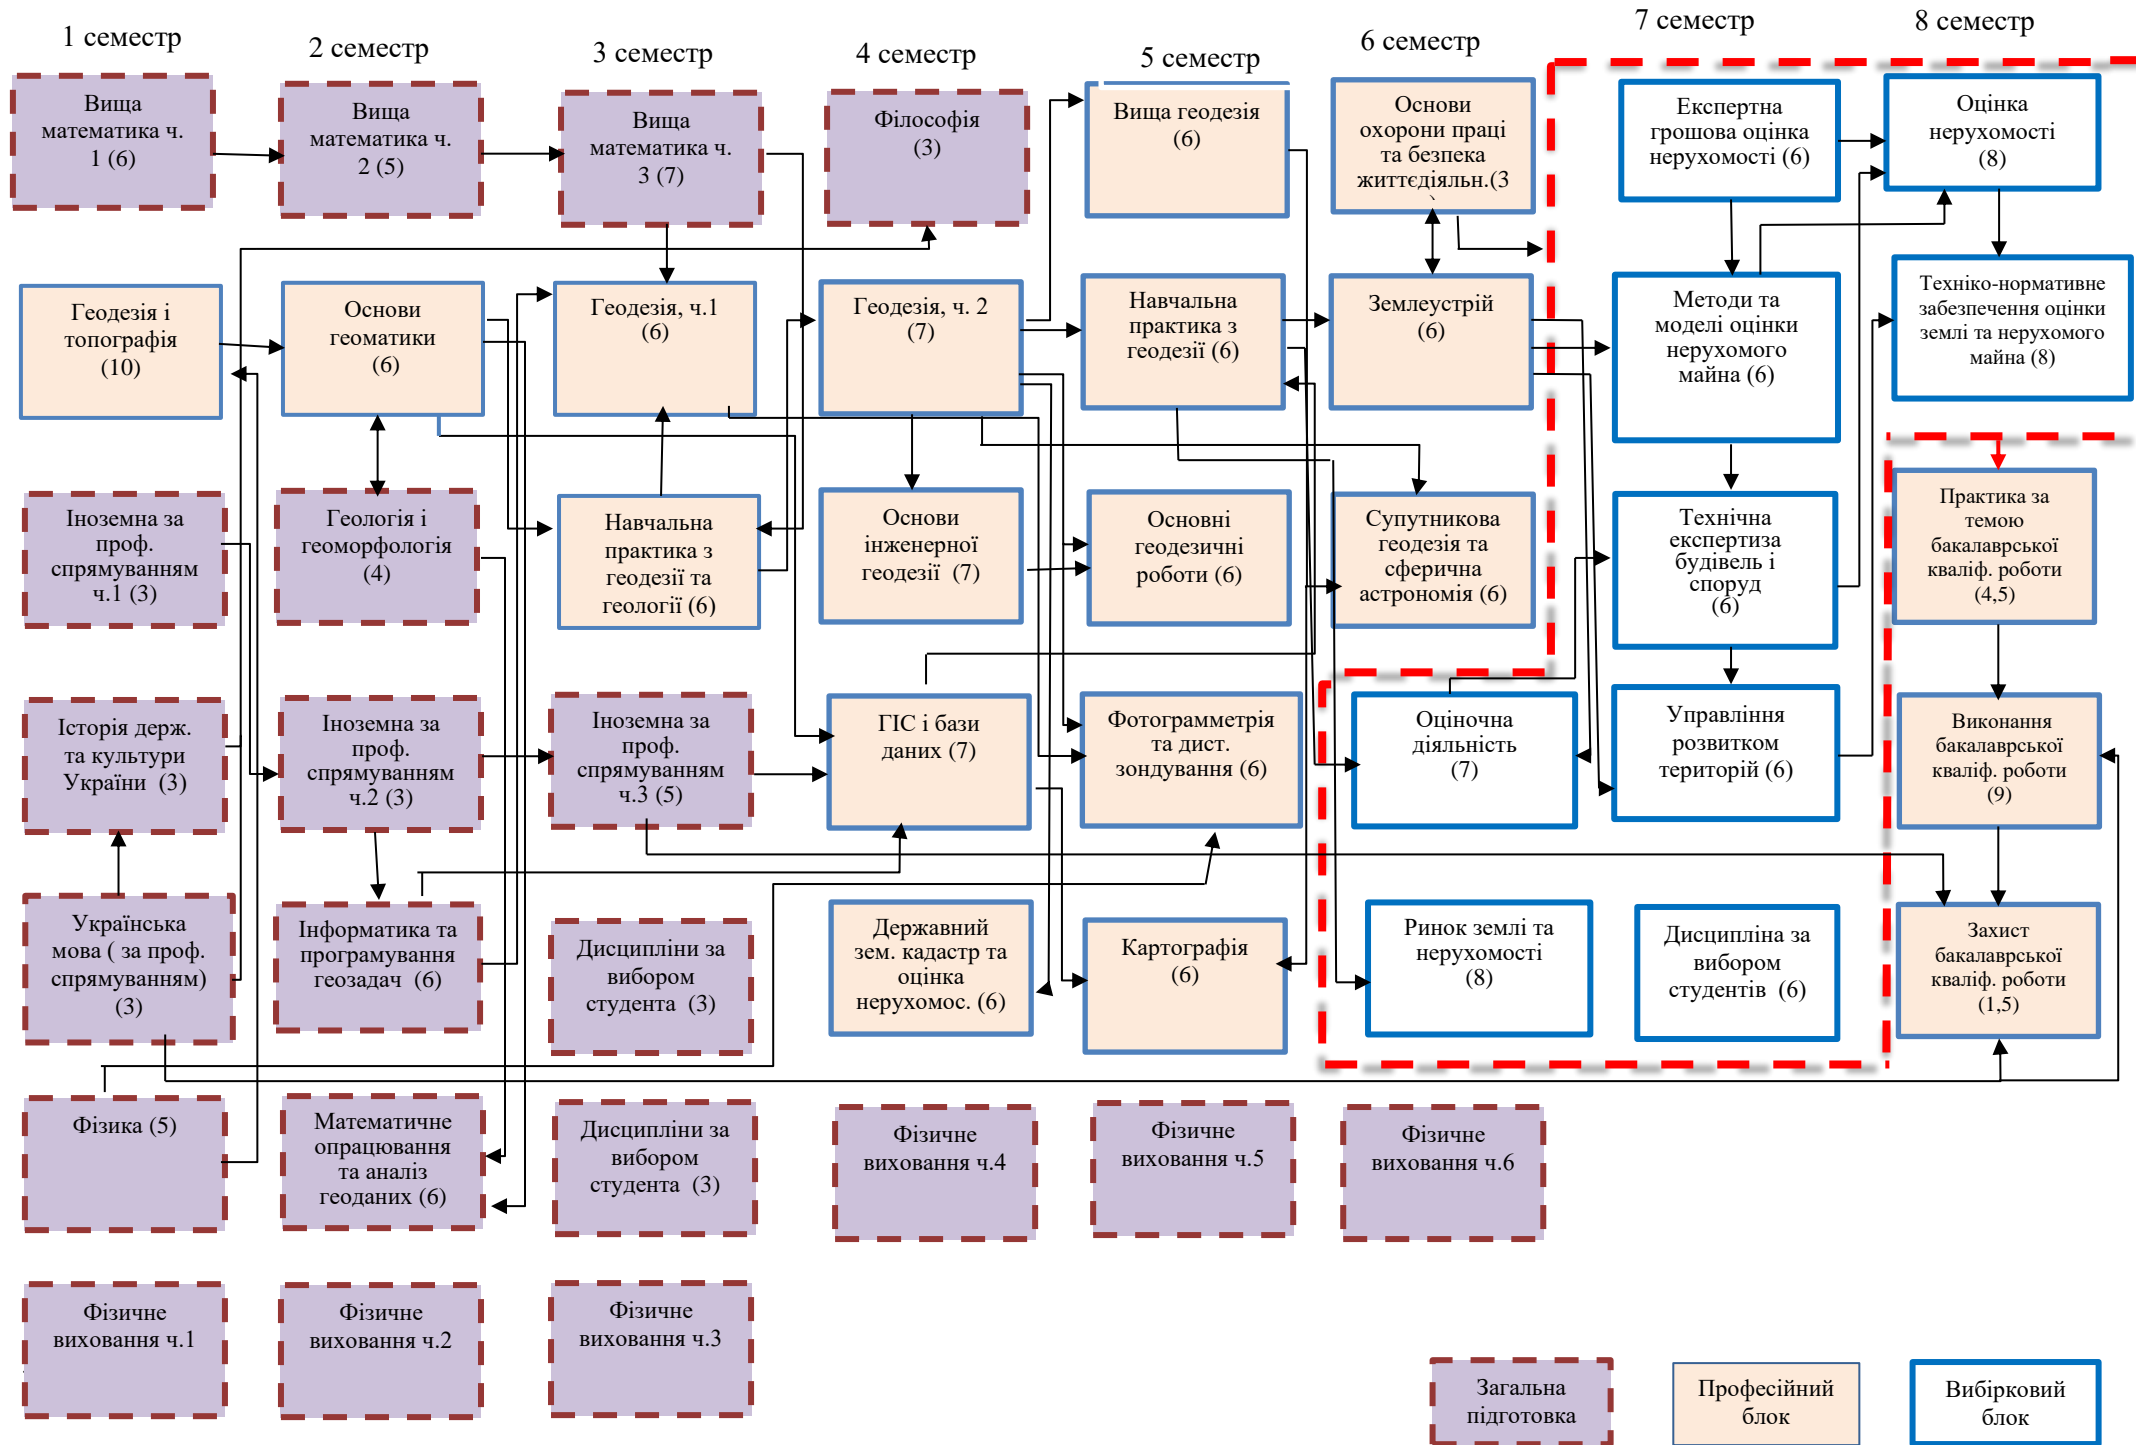 1 семестр
2 семестр
3 семестр
4 семестр
5 семестр
6 семестр
7 семестр
8 семестр
Вища
математика ч.
1 (6)
Вища
математика ч.
2 (5)
Вища
математика ч.
3 (7)
Філософія
(3)
Вища геодезія
(6)
Основи
охорони праці
та безпека
життєдіяльн.(3
Експертна
грошова оцінка
нерухомості (6)
Оцінка
нерухомості
(8)
Геодезія і
топографія
(10)
Основи
геоматики
(6)
Геодезія, ч.1
(6)
Геодезія, ч. 2
(7)
Навчальна
практика з
геодезії (6)
Землеустрій
(6)
Методи та
моделі оцінки
нерухомого
майна (6)
Техніко-нормативне
забезпечення оцінки
землі та нерухомого
майна (8)
Іноземна за
проф.
спрямуванням
ч.1 (3)
Геологія і
геоморфологія
(4)
Навчальна
практика з
геодезії та
геології (6)
Основи
інженерної
геодезії (7)
Основні
геодезичні
роботи (6)
Супутникова
геодезія та
сферична
астрономія (6)
Технічна
експертиза
будівель і
споруд
(6)
Практика за
темою
бакалаврської
кваліф. роботи
(4,5)
Історія держ.
та культури
України (3)
Іноземна за
проф.
спрямуванням
ч.2 (3)
Іноземна за
проф.
спрямуванням
ч.3 (5)
ГІС і бази
даних (7)
Фотограмметрія
та дист.
зондування (6)
Оціночна
діяльність
(7)
Управління
розвитком
територій (6)
Виконання
бакалаврської
кваліф. роботи
(9)
Українська
мова ( за проф.
спрямуванням)
(3)
Інформатика та
програмування
геозадач (6)
Дисципліни за
вибором
студента (3)
Державний
зем. кадастр та
оцінка
нерухомос. (6)
Картографія
(6)
Ринок землі та
нерухомості
(8)
Дисципліна за
вибором
студентів (6)
Захист
бакалаврської
кваліф. роботи
(1,5)
Фізика (5)
Математичне
опрацювання
та аналіз
геоданих (6)
Дисципліни за
вибором
студента (3)
Фізичне
виховання ч.4
Фізичне
виховання ч.5
Фізичне
виховання ч.6
Фізичне
виховання ч.1
Фізичне
виховання ч.2
Фізичне
виховання ч.3
Загальна
підготовка
Професійний
блок
Вибірковий
блок